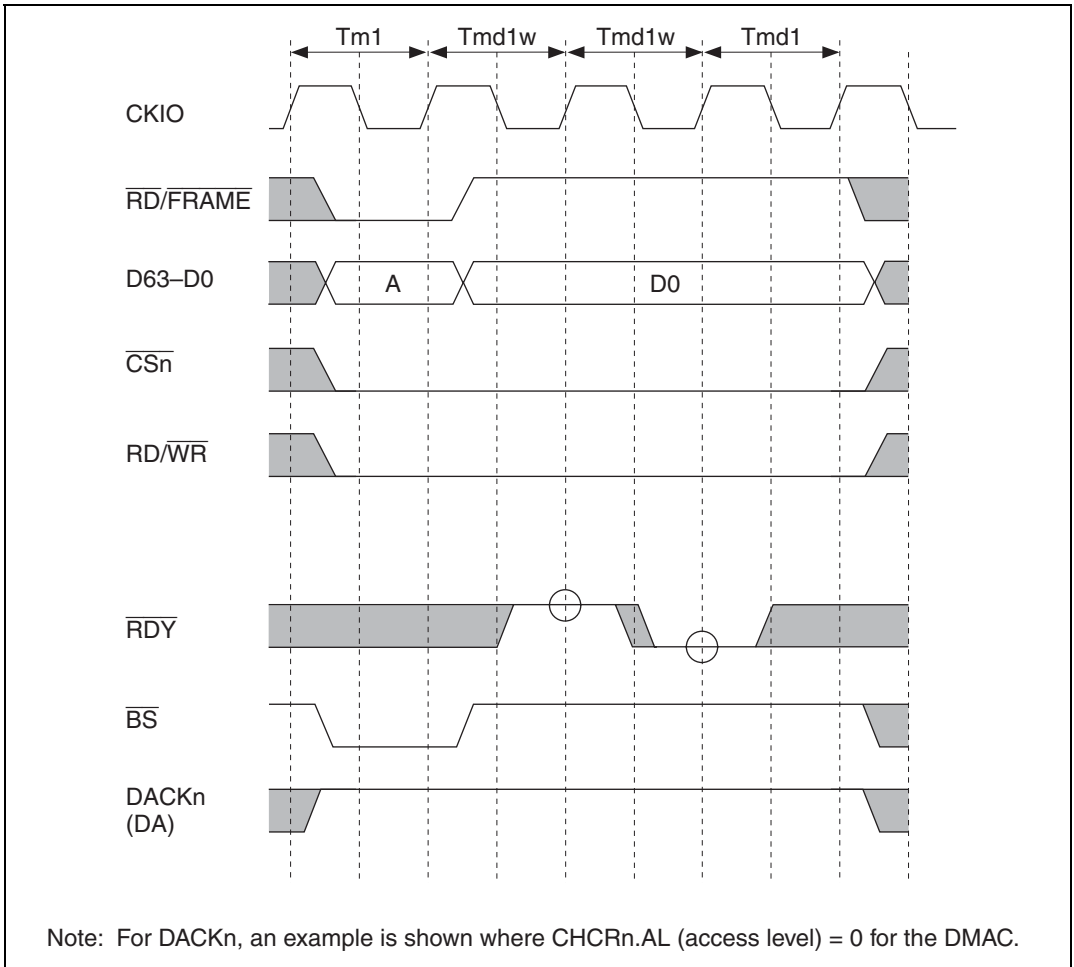 Tm1 Tmd1w Tmd1w Tmd1
CKIO
RD/FRAME
D63–D0 A D0
CSn
RD/WR
RDY
BS
DACKn
(DA)
Note: For DACKn, an example is shown where CHCRn.AL (access level) = 0 for the DMAC.